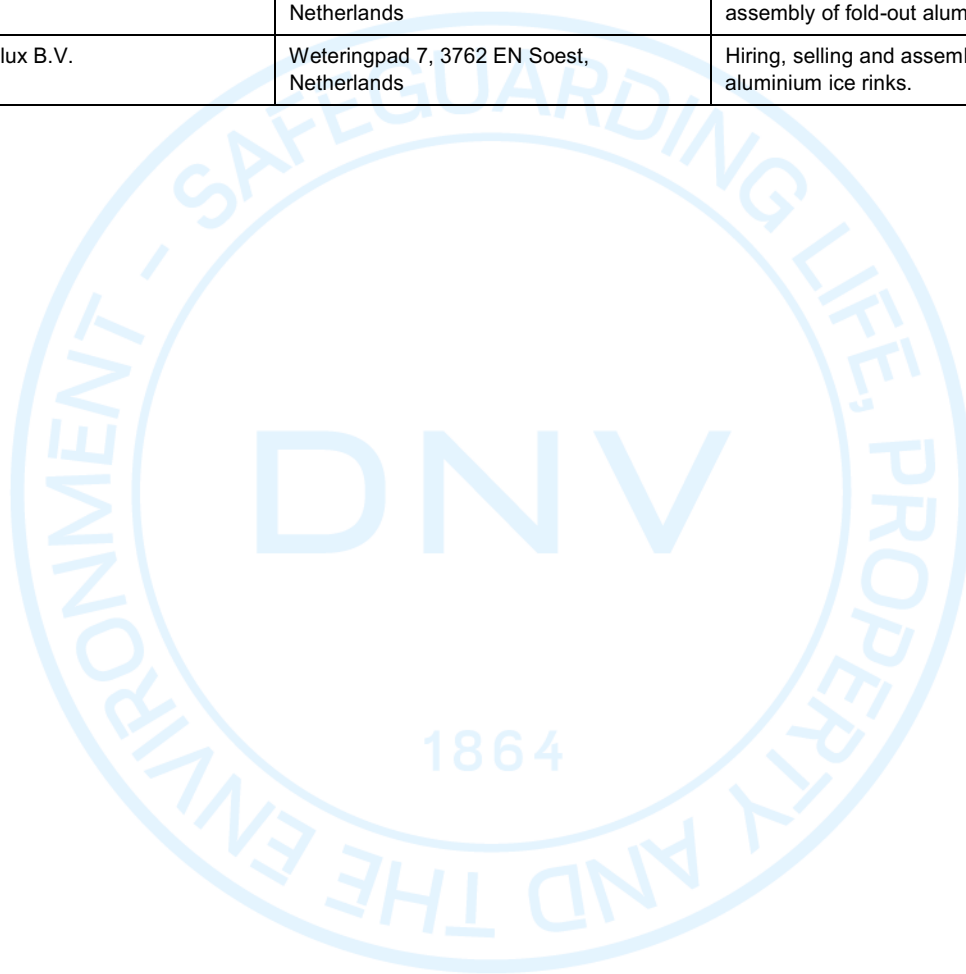 Netherlands
assembly of fold-out alum
lux B.V.
Weteringpad 7, 3762 EN Soest,
Netherlands
Hiring, selling and assembl
aluminium ice rinks.
SAFEGUARDING LIFE, PROPERTY AND THE ENVIRONMENT -
DNV
1864